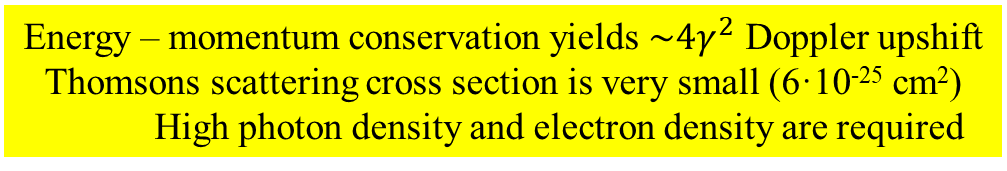 Energy – momentum conservation yields ~4γ² Doppler upshift
Thomsons scattering cross section is very small (6·10⁻²⁵ cm²)
High photon density and electron density are required